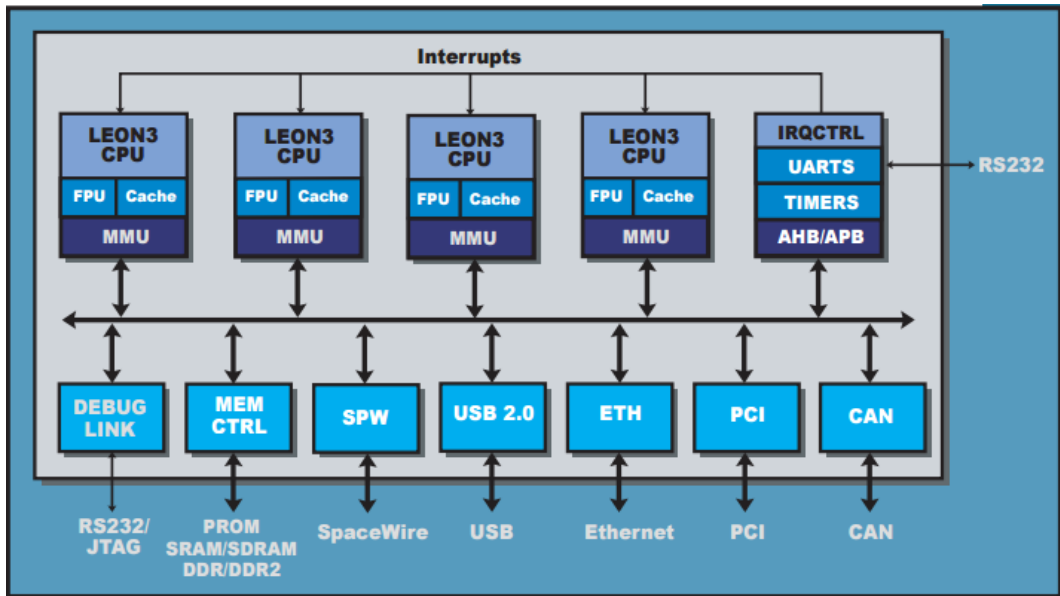 Interrupts
LEON3
CPU
FPU
Cache
MMU
LEON3
CPU
FPU
Cache
MMU
LEON3
CPU
FPU
Cache
MMU
LEON3
CPU
FPU
Cache
MMU
IRQCTRL
UARTS
TIMERS
AHB/APB
RS232
DEBUG
LINK
MEM
CTRL
SPW
USB 2.0
ETH
PCI
CAN
RS232/
JTAG
PROM
SRAM/SDRAM
DDR/DDR2
SpaceWire
USB
Ethernet
PCI
CAN